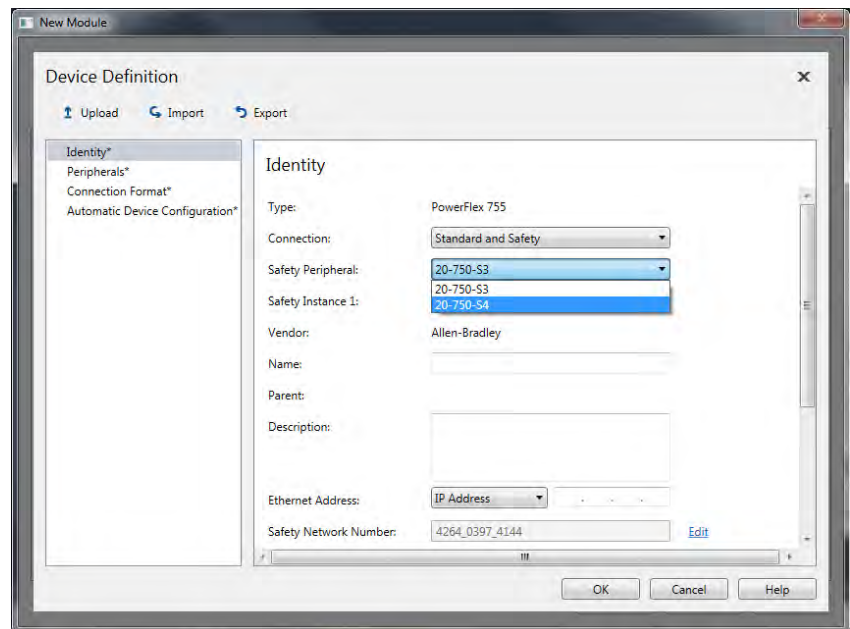 New Module
Device Definition
Upload Import Export
Identity*
Peripherals*
Connection Format*
Automatic Device Configuration*
Identity
Type: PowerFlex 755
Connection: Standard and Safety
Safety Peripheral: 20-750-S3
20-750-S3
Safety Instance 1: 20-750-S4
Vendor: Allen-Bradley
Name:
Parent:
Description:
Ethernet Address: IP Address . . .
Safety Network Number: 4264_0397_4144 Edit
OK Cancel Help